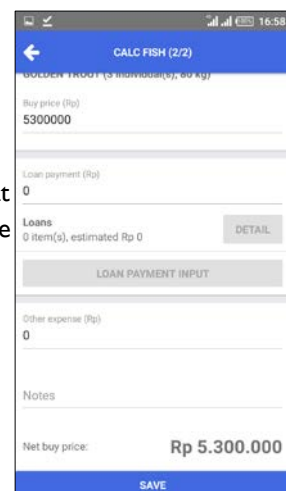 16:58
CALC FISH (2/2)
GOLDEN TROUT (3 individual(s), 80 kg)
Buy price (Rp)
5300000
Loan payment (Rp)
0
Loans
0 item(s), estimated Rp 0
DETAIL
LOAN PAYMENT INPUT
Other expense (Rp)
0
Notes
Net buy price:
Rp 5.300.000
SAVE